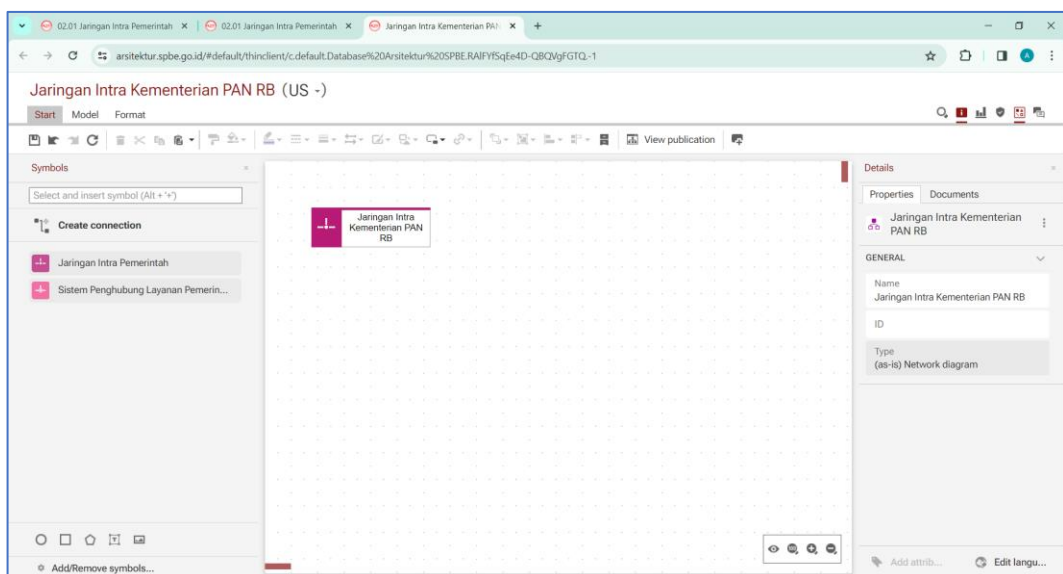 02.01 Jaringan Intra Pemerintah
02.01 Jaringan Intra Pemerintah
Jaringan Intra Kementerian PAN
arsitektur.spbe.go.id/#default/thinclient/c.default.Database%20Arsitektur%20SPBE.RAlFYfSqEe4D-QBQVgFGTQ.-1
Jaringan Intra Kementerian PAN RB (US -)
Start Model Format
View publication
Symbols
Select and insert symbol (Alt + '+')
Create connection
Jaringan Intra Pemerintah
Sistem Penghubung Layanan Pemerin...
Add/Remove symbols...
Jaringan Intra
Kementerian PAN
RB
Details
Properties Documents
Jaringan Intra Kementerian
PAN RB
GENERAL
Name
Jaringan Intra Kementerian PAN RB
ID
Type
(as-is) Network diagram
Add attrib... Edit langu...